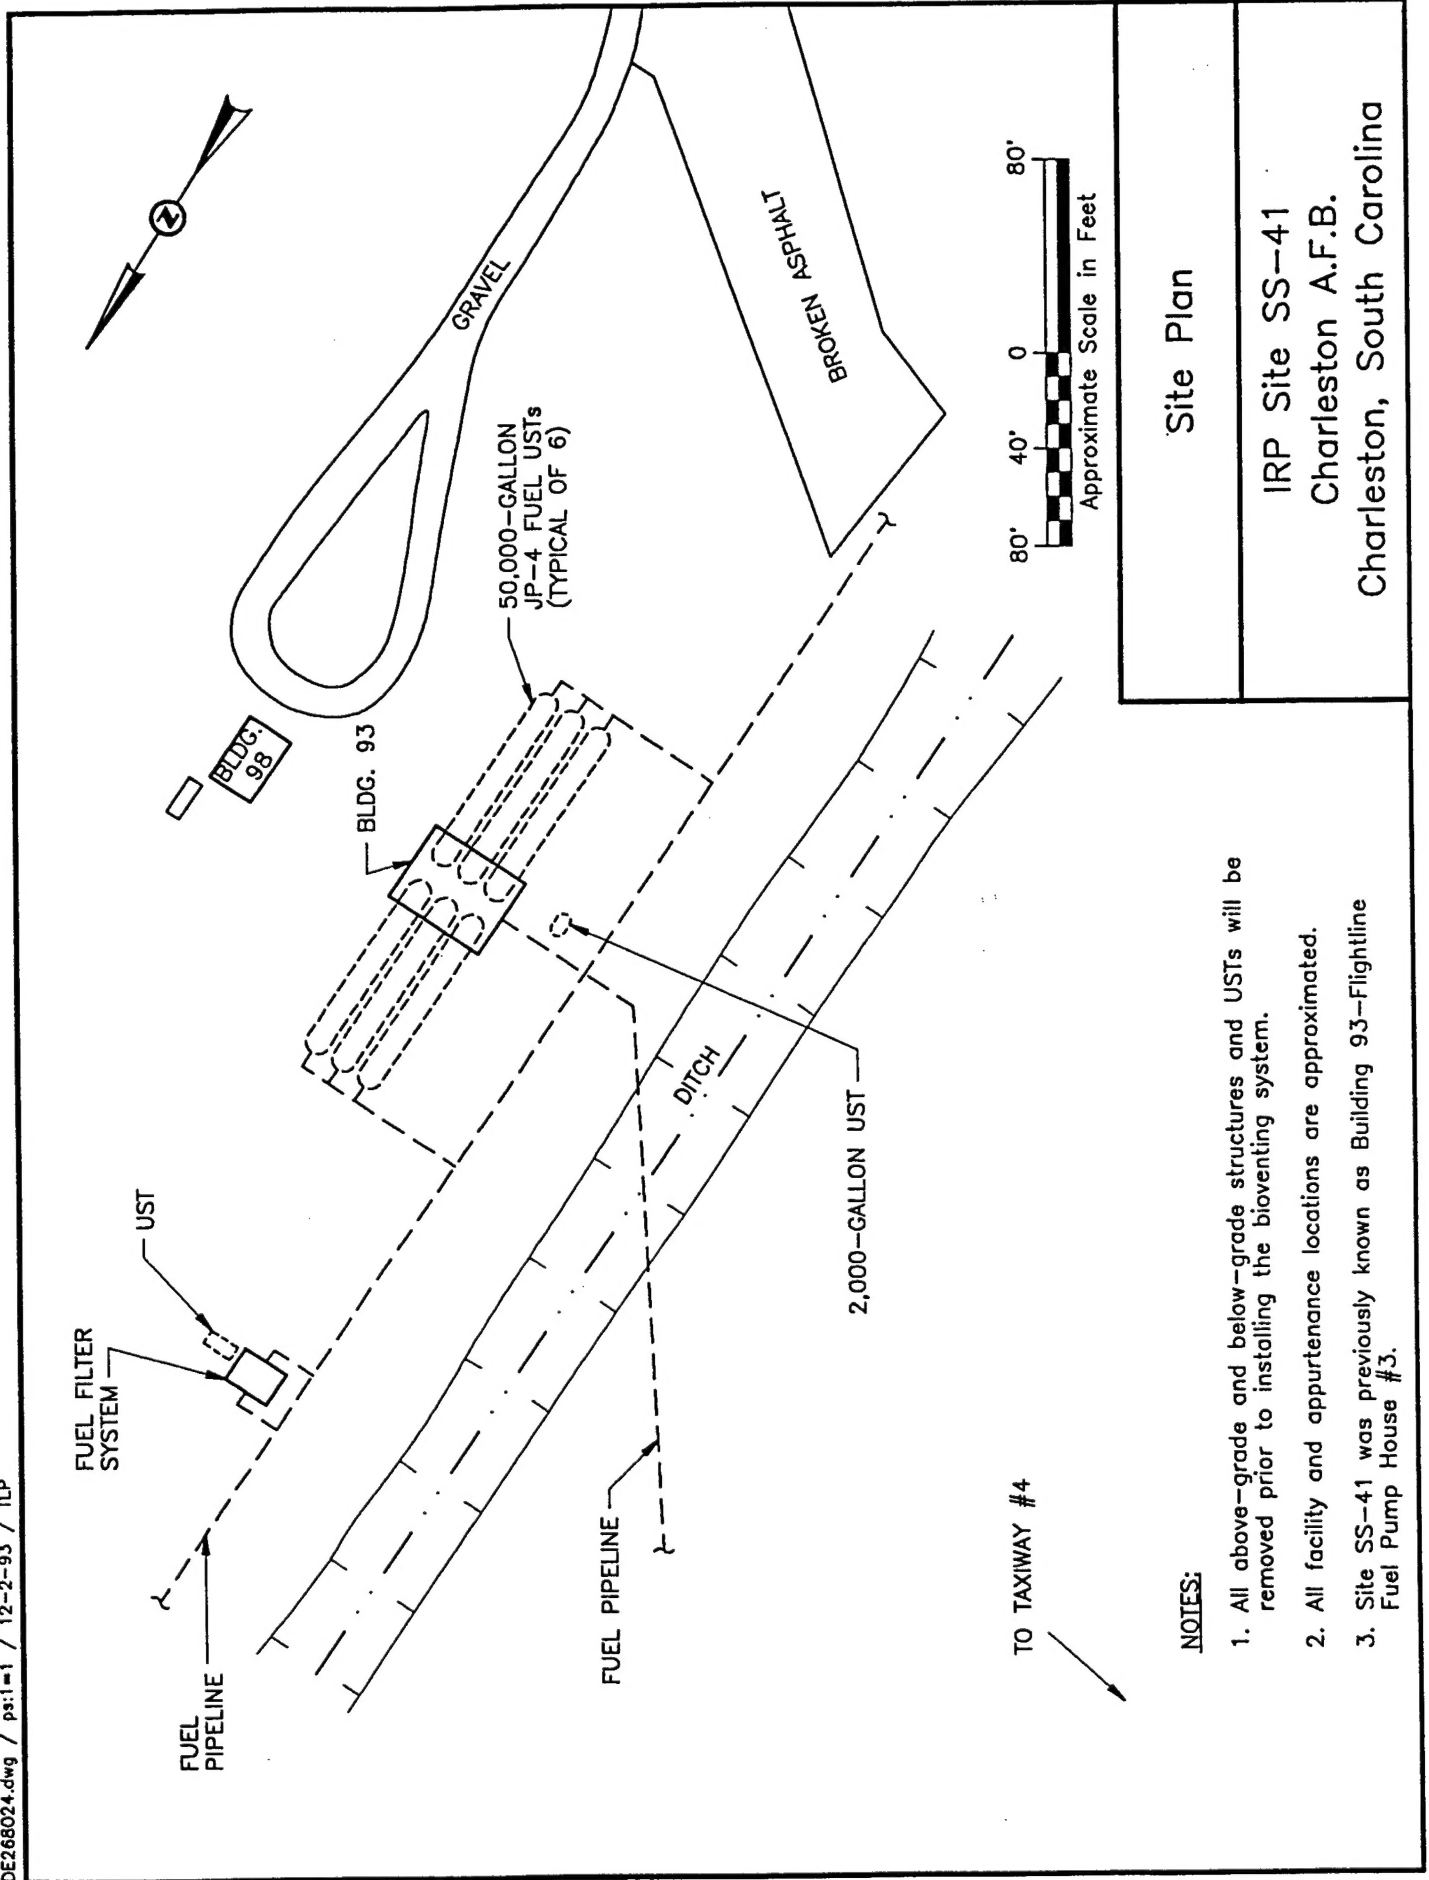 DE268024.dwg / ps:1=1 / 12-2-93 / TLP
FUEL
PIPELINE
FUEL FILTER
SYSTEM
UST
BLDG.
98
BLDG. 93
50,000-GALLON
JP-4 FUEL USTs
(TYPICAL OF 6)
GRAVEL
N
BROKEN ASPHALT
FUEL PIPELINE
DITCH
2,000-GALLON UST
TO TAXIWAY #4
80' 40' 0 80'
Approximate Scale in Feet
NOTES:
1. All above-grade and below-grade structures and USTs will be
removed prior to installing the bioventing system.
2. All facility and appurtenance locations are approximated.
3. Site SS-41 was previously known as Building 93-Flightline
Fuel Pump House #3.
Site Plan
IRP Site SS-41
Charleston A.F.B.
Charleston, South Carolina